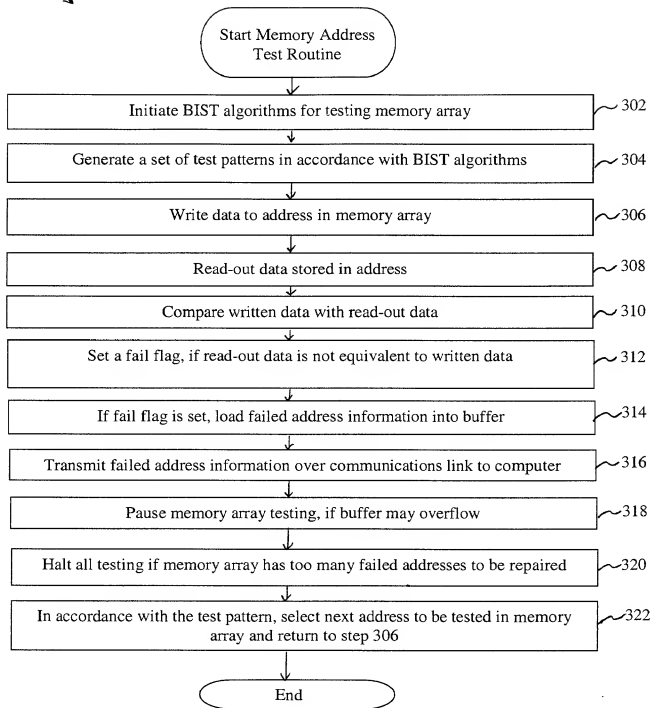 Start Memory Address
Test Routine
Initiate BIST algorithms for testing memory array
302
Generate a set of test patterns in accordance with BIST algorithms
304
Write data to address in memory array
306
Read-out data stored in address
308
Compare written data with read-out data
310
Set a fail flag, if read-out data is not equivalent to written data
312
If fail flag is set, load failed address information into buffer
314
Transmit failed address information over communications link to computer
316
Pause memory array testing, if buffer may overflow
318
Halt all testing if memory array has too many failed addresses to be repaired
320
In accordance with the test pattern, select next address to be tested in memory
array and return to step 306
322
End